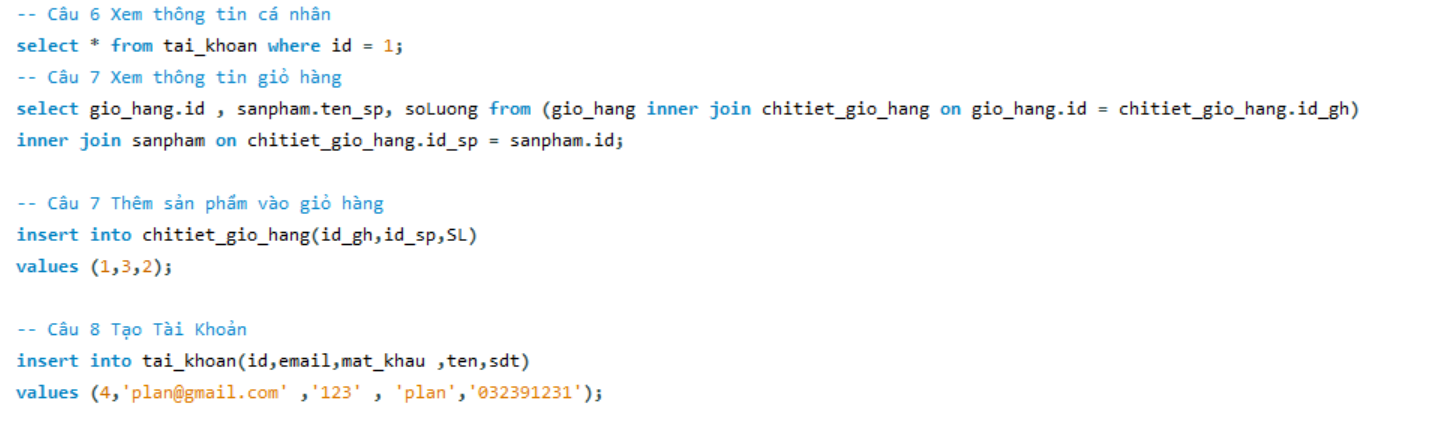 -- Câu 6 Xem thông tin cá nhân
select * from tai_khoan where id = 1;
-- Câu 7 Xem thông tin giỏ hàng
select gio_hang.id , sanpham.ten_sp, soLuong from (gio_hang inner join chitiet_gio_hang on gio_hang.id = chitiet_gio_hang.id_gh)
inner join sanpham on chitiet_gio_hang.id_sp = sanpham.id;
-- Câu 7 Thêm sản phẩm vào giỏ hàng
insert into chitiet_gio_hang(id_gh,id_sp,SL)
values (1,3,2);
-- Câu 8 Tạo Tài Khoản
insert into tai_khoan(id,email,mat_khau ,ten,sdt)
values (4,'plan@gmail.com' ,'123' , 'plan','032391231');